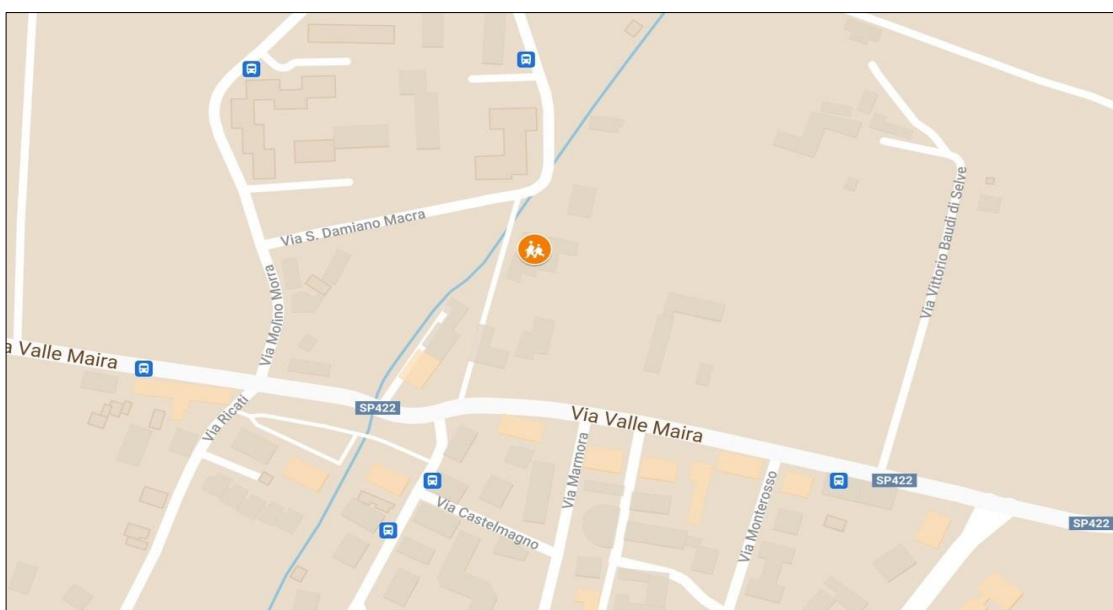 Via S. Damiano Macra
Via Vittorio Baudi di Selve
Via Molino Morra
a Valle Maira
SP422
Via Valle Maira
Via Ricati
Via Marmora
SP422
Via Monterosso
Via Castelmagno
SP422